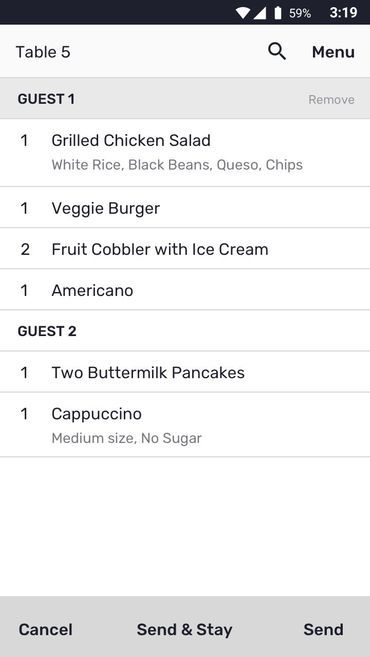 59% 3:19
Table 5 Menu
GUEST 1 Remove
1 Grilled Chicken Salad
White Rice, Black Beans, Queso, Chips
1 Veggie Burger
2 Fruit Cobbler with Ice Cream
1 Americano
GUEST 2
1 Two Buttermilk Pancakes
1 Cappuccino
Medium size, No Sugar
Cancel Send & Stay Send